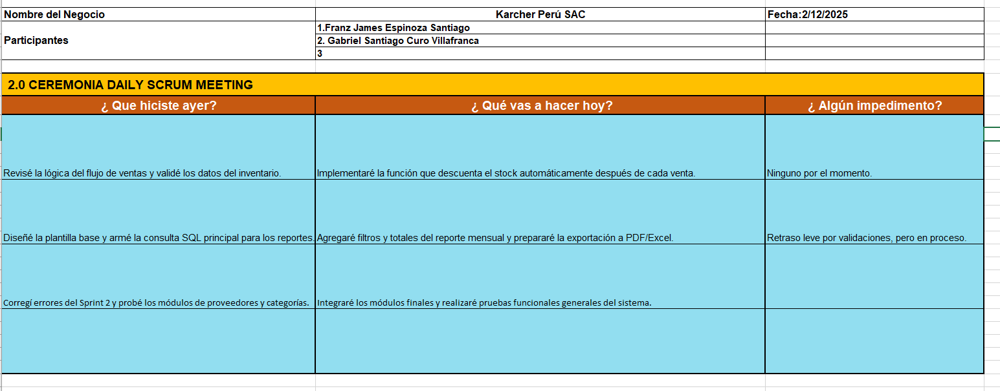 Nombre del Negocio Karcher Perú SAC Fecha:2/12/2025
Participantes
1.Franz James Espinoza Santiago
2. Gabriel Santiago Curo Villafranca
3
2.0 CEREMONIA DAILY SCRUM MEETING
¿ Que hiciste ayer? ¿ Qué vas a hacer hoy? ¿ Algún impedimento?
Revisé la lógica del flujo de ventas y validé los datos del inventario. Implementaré la función que descuenta el stock automáticamente después de cada venta. Ninguno por el momento.
Diseñé la plantilla base y armé la consulta SQL principal para los reportes. Agregaré filtros y totales del reporte mensual y prepararé la exportación a PDF/Excel. Retraso leve por validaciones, pero en proceso.
Corregí errores del Sprint 2 y probé los módulos de proveedores y categorías. Integraré los módulos finales y realizaré pruebas funcionales generales del sistema.